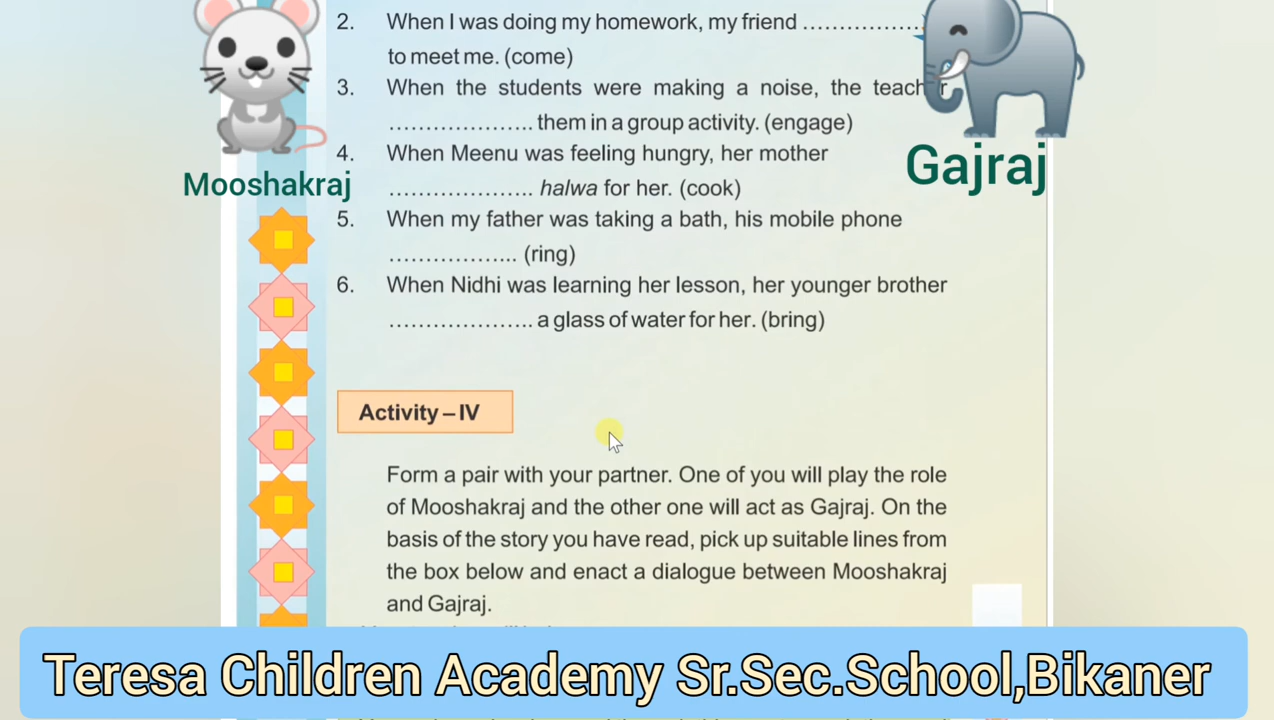 2. When I was doing my homework, my friend ……………
to meet me. (come)
3. When the students were making a noise, the teacher
……………….. them in a group activity. (engage)
4. When Meenu was feeling hungry, her mother
……………….. halwa for her. (cook)
5. When my father was taking a bath, his mobile phone
……………... (ring)
6. When Nidhi was learning her lesson, her younger brother
……………….. a glass of water for her. (bring)
Mooshakraj
Gajraj
Activity – IV
Form a pair with your partner. One of you will play the role
of Mooshakraj and the other one will act as Gajraj. On the
basis of the story you have read, pick up suitable lines from
the box below and enact a dialogue between Mooshakraj
and Gajraj.
Teresa Children Academy Sr.Sec.School,Bikaner